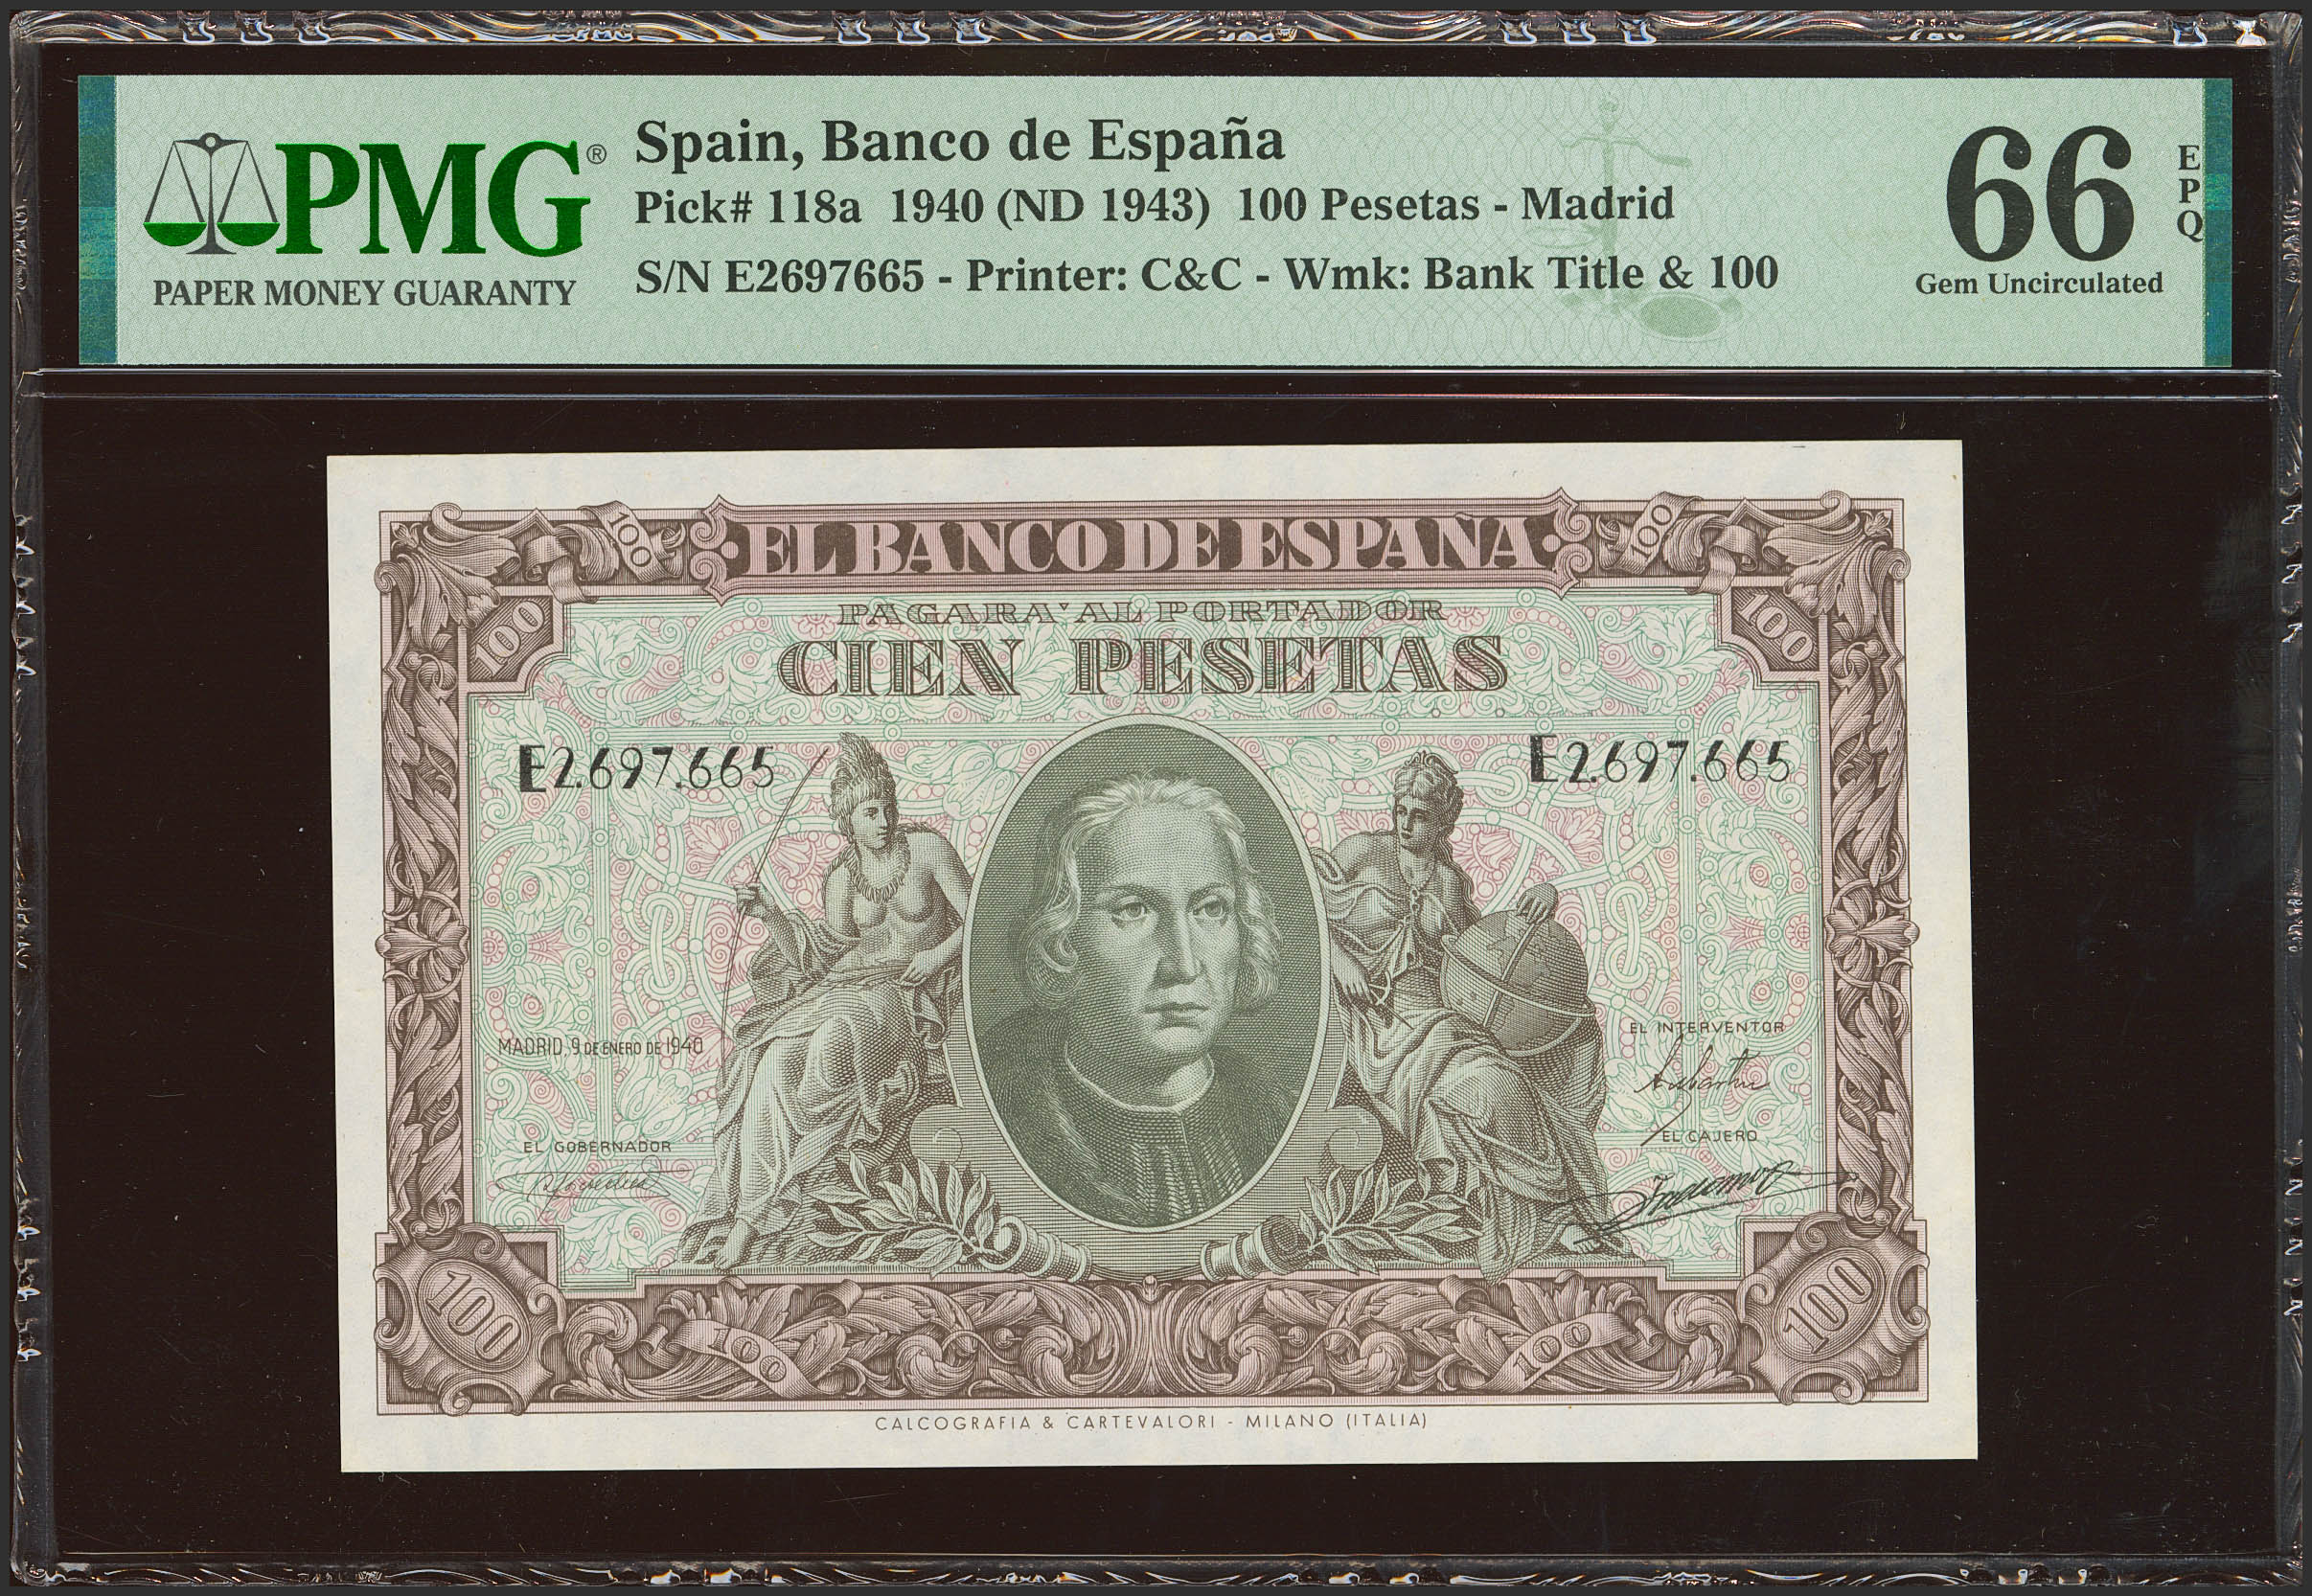 PMG®
PAPER MONEY GUARANTY
Spain, Banco de España
Pick# 118a 1940 (ND 1943) 100 Pesetas - Madrid
S/N E2697665 - Printer: C&C - Wmk: Bank Title & 100
66
EPQ
Gem Uncirculated
100
EL BANCO DE ESPAÑA
100
100
PAGARA' AL PORTADOR
100
CIEN PESETAS
E2.697.665
E2.697.665
MADRID, 9 DE ENERO DE 1940
EL INTERVENTOR
EL GOBERNADOR
EL CAJERO
100
100
100
100
CALCOGRAFIA & CARTEVALORI - MILANO (ITALIA)